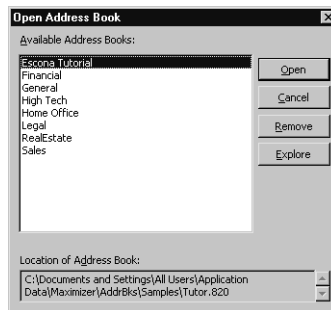 Open Address Book
Available Address Books:
Escona Tutorial
Financial
General
High Tech
Home Office
Legal
RealEstate
Sales
Open
Cancel
Remove
Explore
Location of Address Book:
C:\Documents and Settings\All Users\Application
Data\Maximizer\AddrBks\Samples\Tutor.820